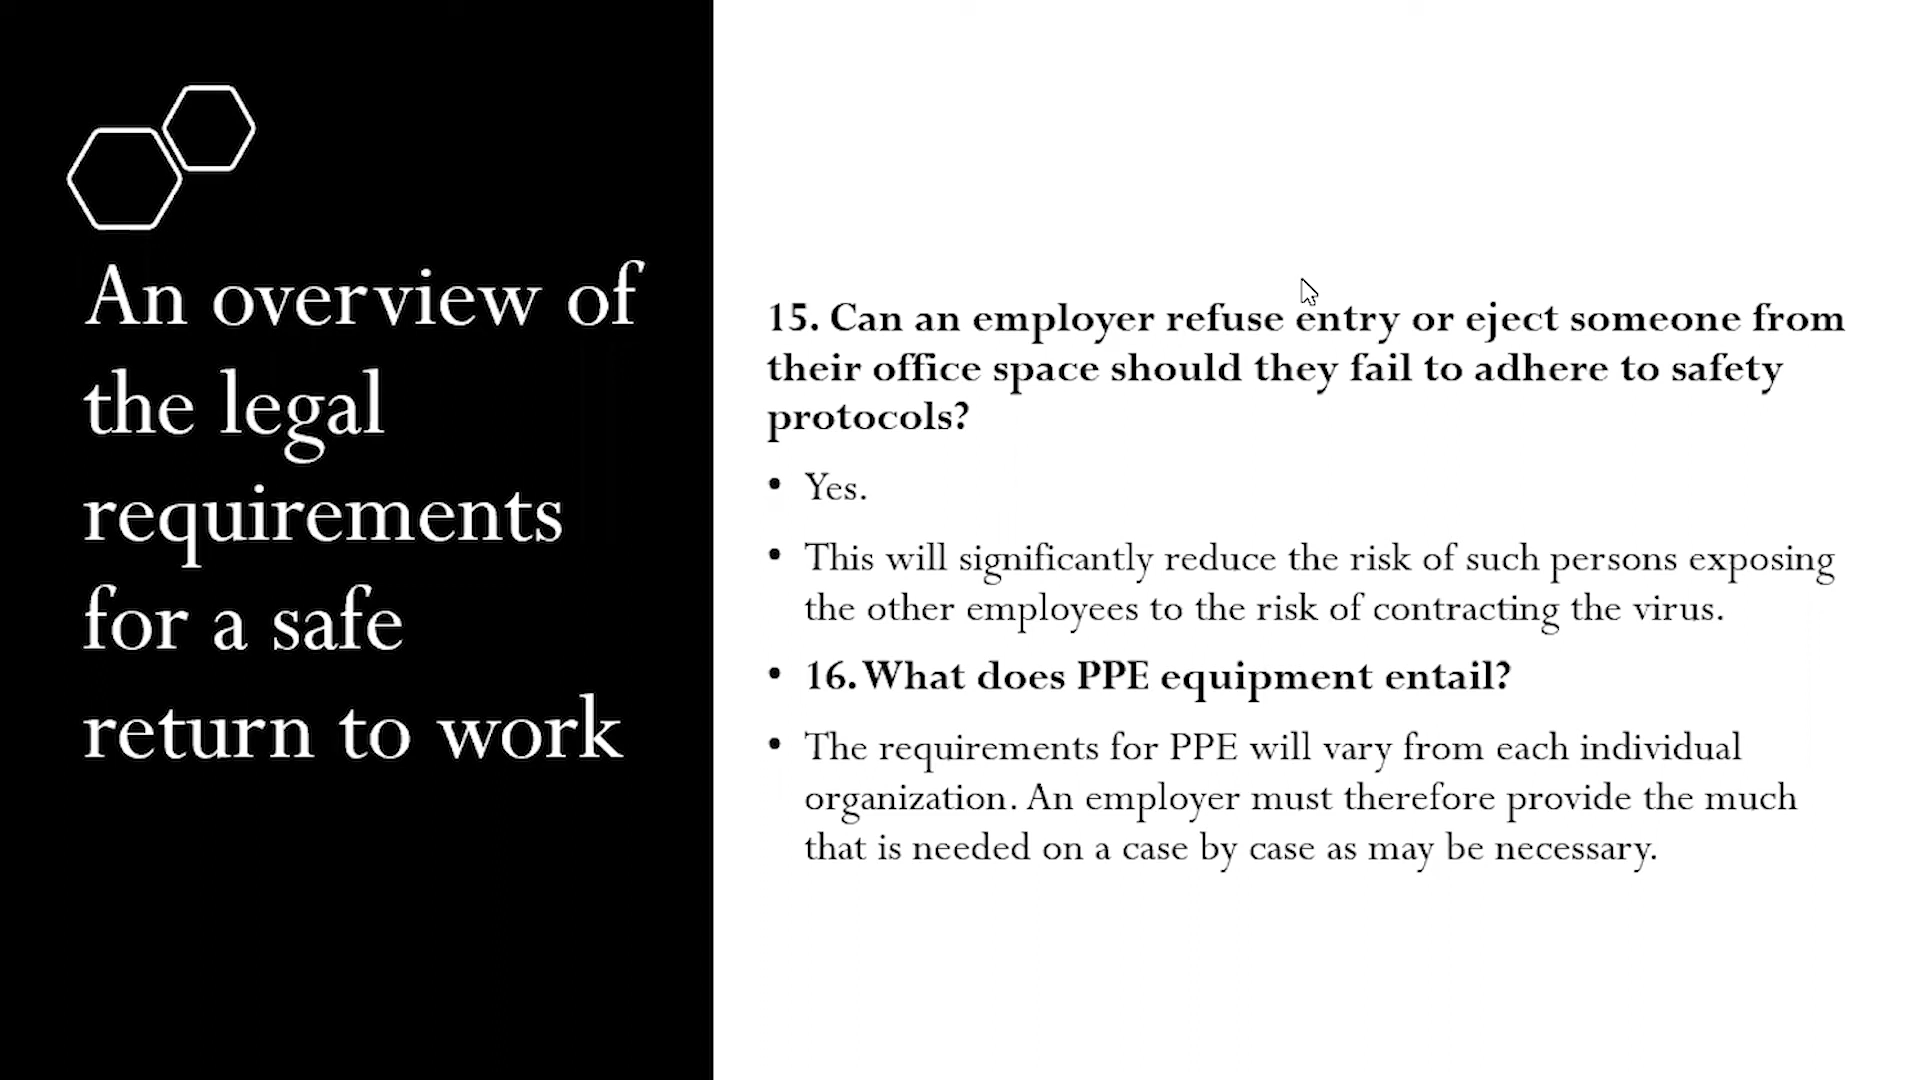 An overview of
the legal
requirements
for a safe
return to work
15. Can an employer refuse entry or eject someone from
their office space should they fail to adhere to safety
protocols?
• Yes.
• This will significantly reduce the risk of such persons exposing
the other employees to the risk of contracting the virus.
• 16. What does PPE equipment entail?
• The requirements for PPE will vary from each individual
organization. An employer must therefore provide the much
that is needed on a case by case as may be necessary.